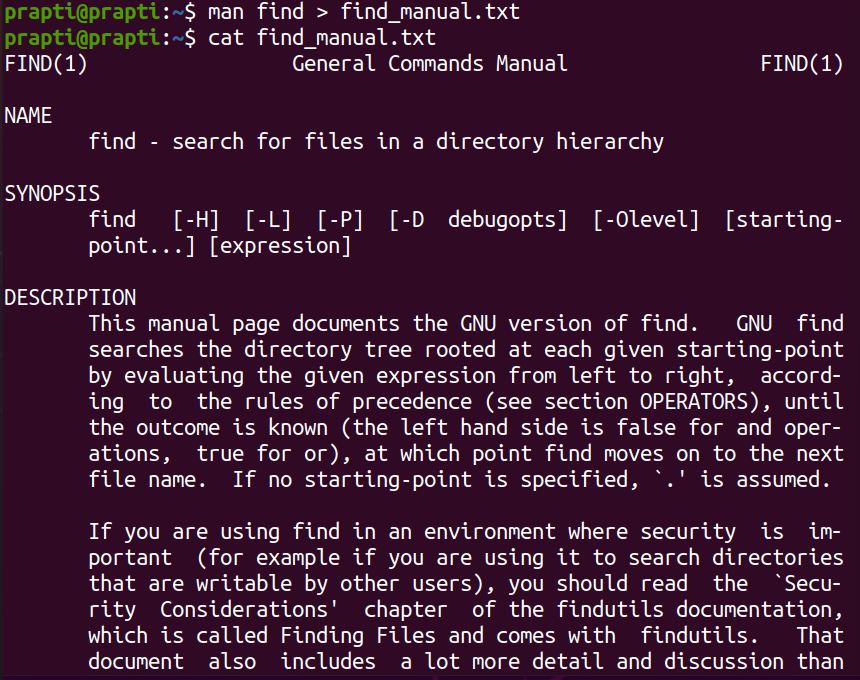 prapti@prapti:~$ man find > find_manual.txt
prapti@prapti:~$ cat find_manual.txt
FIND(1)                 General Commands Manual                FIND(1)
NAME
       find - search for files in a directory hierarchy
SYNOPSIS
       find   [-H]  [-L]  [-P]  [-D  debugopts]  [-Olevel]  [starting-
       point...] [expression]
DESCRIPTION
       This manual page documents the GNU version of find.   GNU  find
       searches the directory tree rooted at each given starting-point
       by evaluating the given expression from left to right,  accord-
       ing  to  the rules of precedence (see section OPERATORS), until
       the outcome is known (the left hand side is false for and oper-
       ations,  true for or), at which point find moves on to the next
       file name.  If no starting-point is specified, `.' is assumed.
       If you are using find in an environment where security  is  im-
       portant  (for example if you are using it to search directories
       that are writable by other users), you should read  the  `Secu-
       rity  Considerations'  chapter  of the findutils documentation,
       which is called Finding Files and comes with  findutils.   That
       document  also  includes  a lot more detail and discussion than